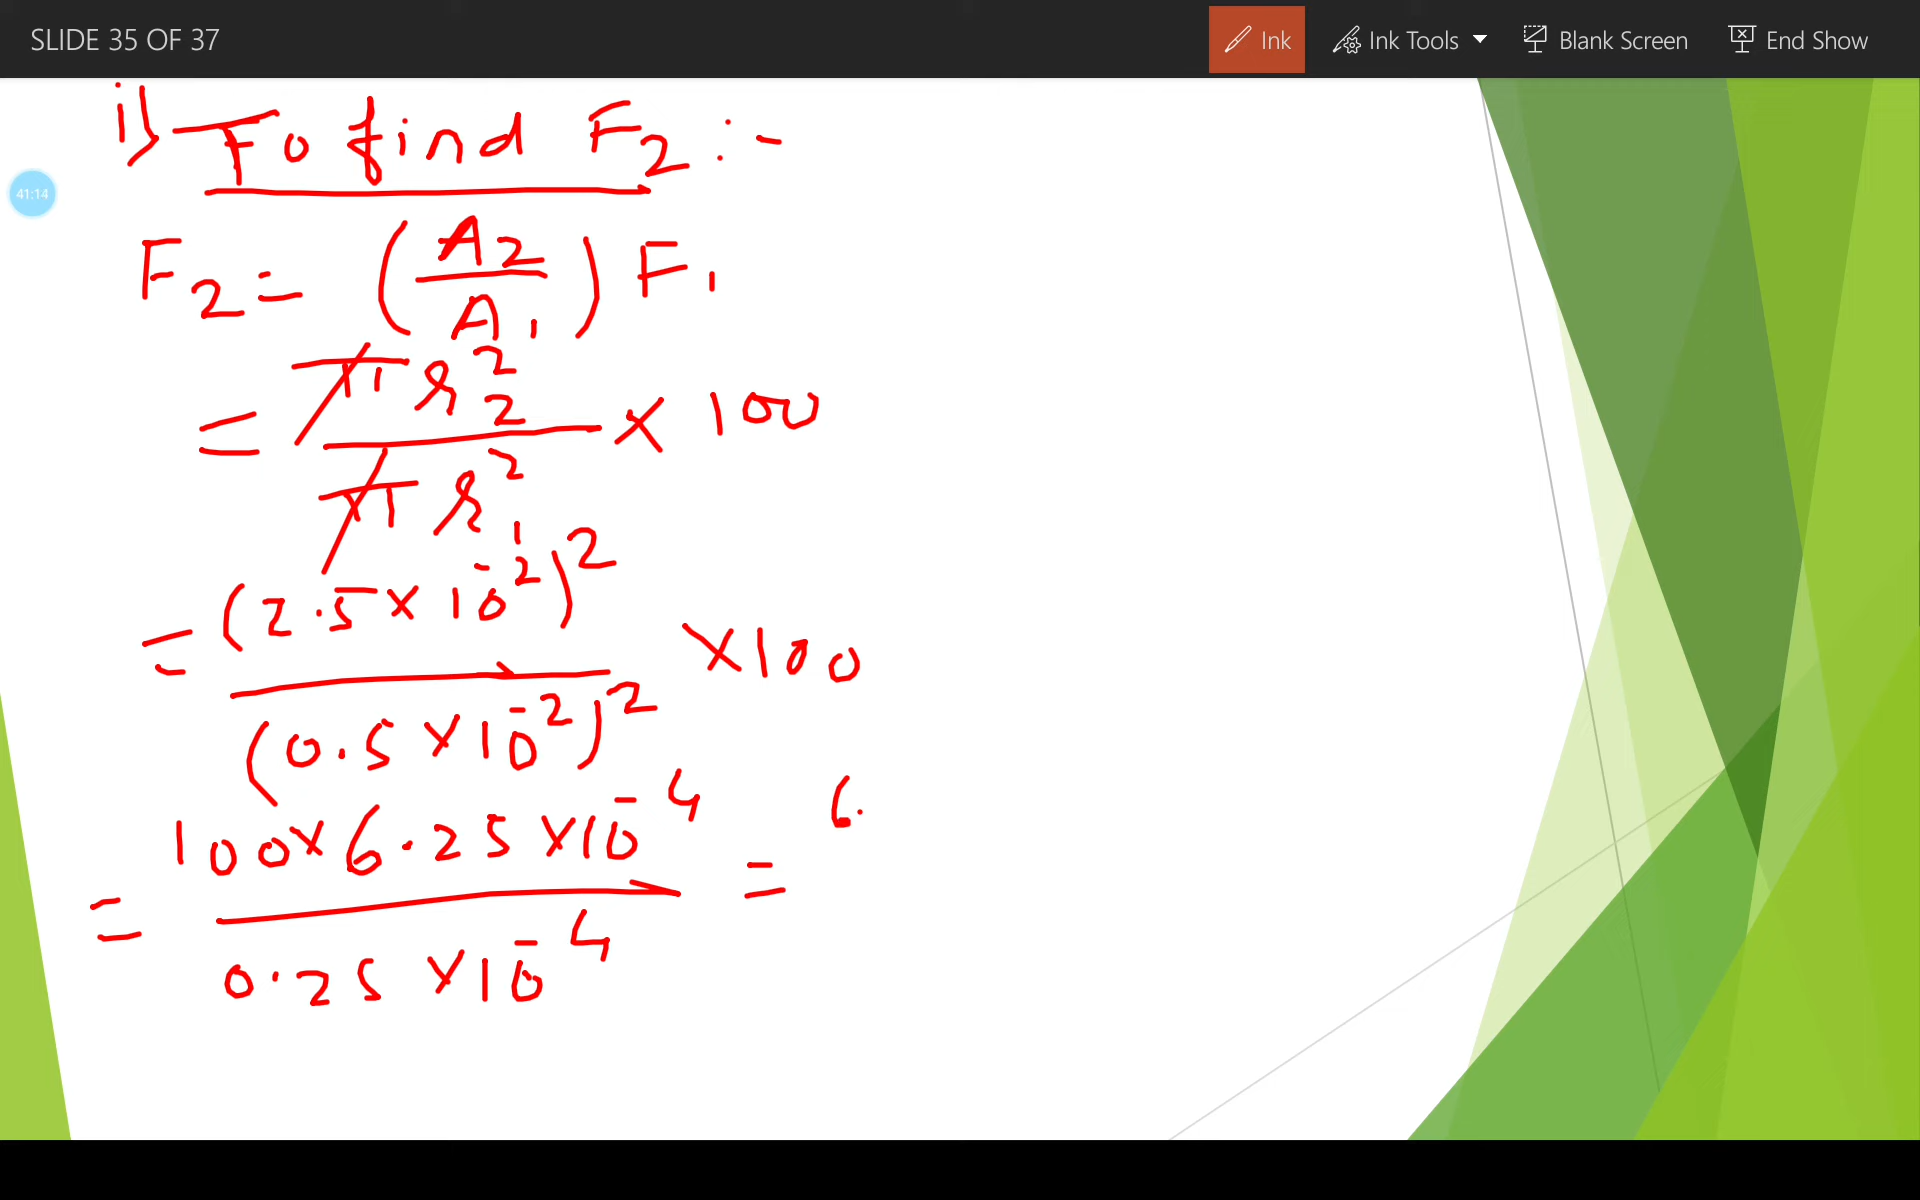 SLIDE 35 OF 37
Ink
Ink Tools
Blank Screen
End Show
41:14
i) To find F₂ :-
F₂ = (A₂/A₁) F₁
= πr₂²/πr₁² × 100
= (2.5×10⁻²)²/(0.5×10⁻²)² ×100
= 100×6.25×10⁻⁴/0.25×10⁻⁴ = 6.